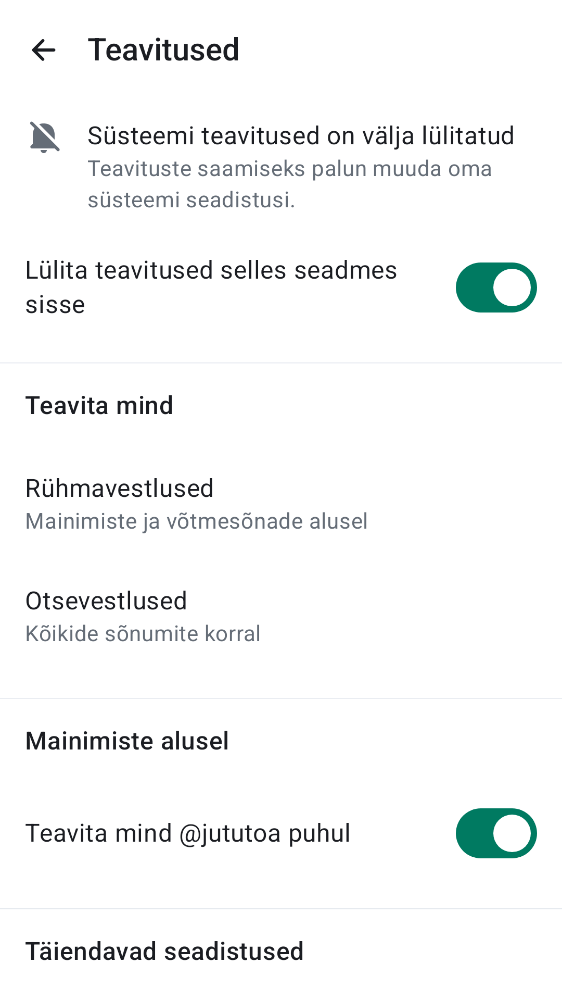 Teavitused
Süsteemi teavitused on välja lülitatud
Teavituste saamiseks palun muuda oma
süsteemi seadistusi.
Lülita teavitused selles seadmes
sisse
Teavita mind
Rühmavestlused
Mainimiste ja võtmesõnade alusel
Otsevestlused
Kõikide sõnumite korral
Mainimiste alusel
Teavita mind @jututoa puhul
Täiendavad seadistused